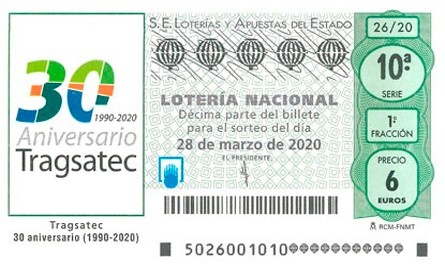 S.E. LOTERÍAS Y APUESTAS DEL ESTADO
26/20
30
1990-2020
Aniversario
Tragsatec
LOTERÍA NACIONAL
Décima parte del billete
para el sorteo del día
28 de marzo de 2020
EL PRESIDENTE,
10ª
SERIE
1ª
FRACCIÓN
PRECIO
6
EUROS
RCM-FNMT
Tragsatec
30 aniversario (1990-2020)
5026001010